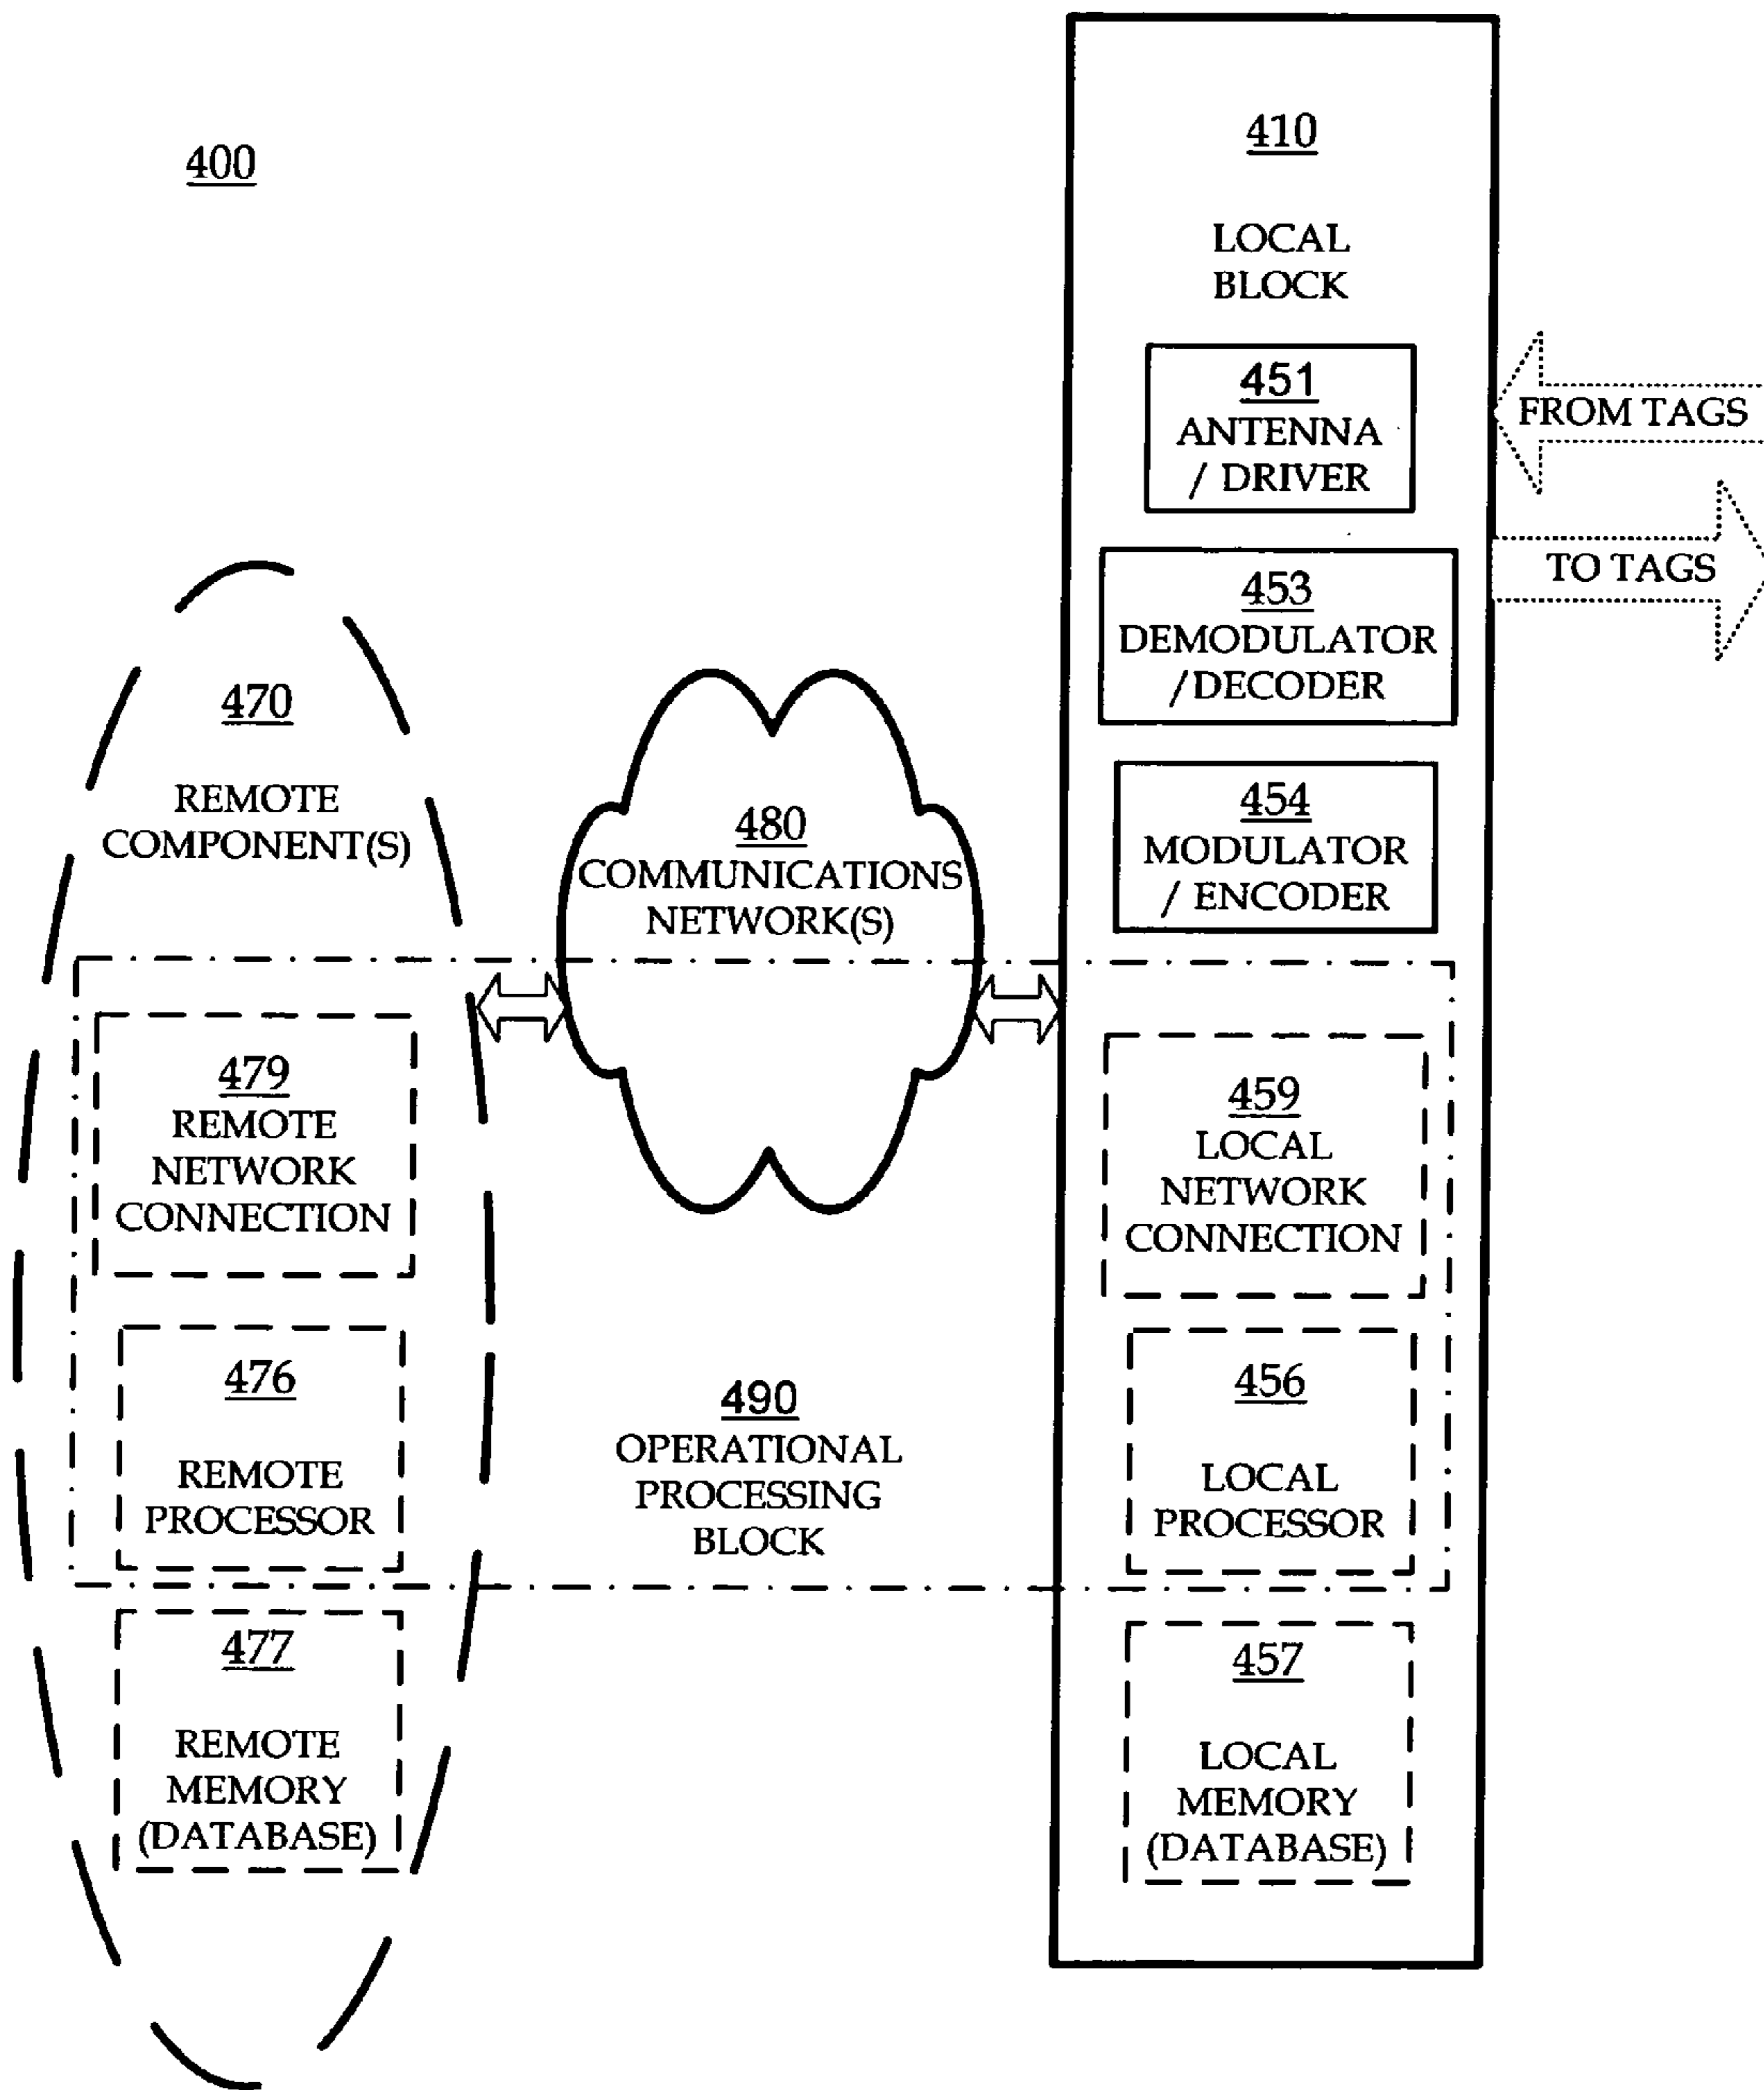 400
410
LOCAL
BLOCK
451
ANTENNA
/ DRIVER
FROM TAGS
TO TAGS
453
DEMODULATOR
/DECODER
454
MODULATOR
/ ENCODER
470
REMOTE
COMPONENT(S)
480
COMMUNICATIONS
NETWORK(S)
479
REMOTE
NETWORK
CONNECTION
459
LOCAL
NETWORK
CONNECTION
476
REMOTE
PROCESSOR
490
OPERATIONAL
PROCESSING
BLOCK
456
LOCAL
PROCESSOR
477
REMOTE
MEMORY
(DATABASE)
457
LOCAL
MEMORY
(DATABASE)